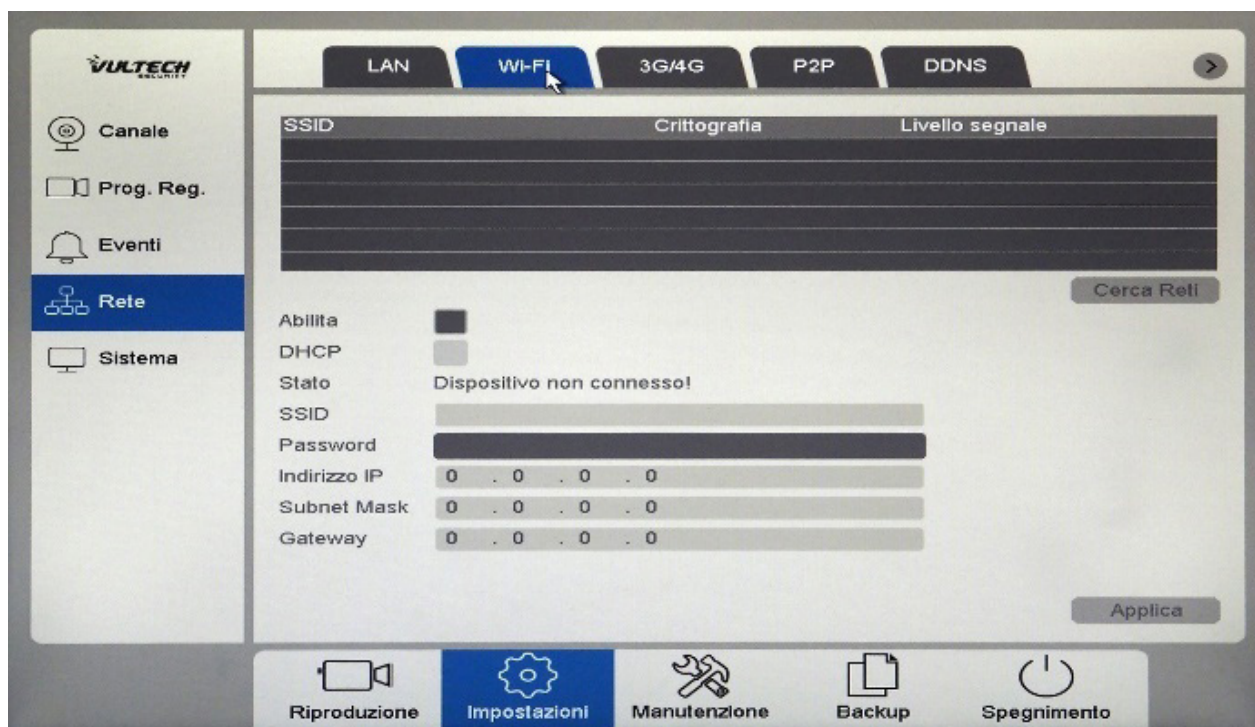 VULTECH
SECURITY
LAN
WI-FI
3G/4G
P2P
DDNS
Canale
Prog. Reg.
Eventi
Rete
Sistema
SSID Crittografia Livello segnale
Cerca Reti
Abilita
DHCP
Stato Dispositivo non connesso!
SSID
Password
Indirizzo IP 0 . 0 . 0 . 0
Subnet Mask 0 . 0 . 0 . 0
Gateway 0 . 0 . 0 . 0
Applica
Riproduzione
Impostazioni
Manutenzione
Backup
Spegnimento